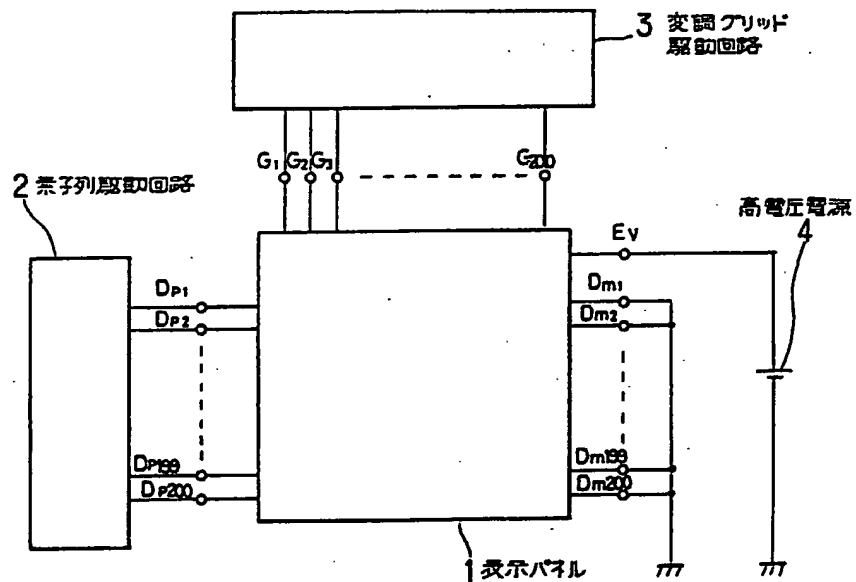 3 変調グリッド
駆動回路
G1 G2 G3 G200
2 素子列駆動回路
高電圧電源
4
Ev
DP1
DP2
Dm1
Dm2
DP199
DP200
Dm199
Dm200
1 表示パネル